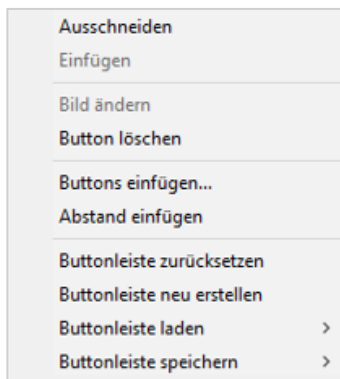 Ausschneiden
Einfügen
Bild ändern
Button löschen
Buttons einfügen...
Abstand einfügen
Buttonleiste zurücksetzen
Buttonleiste neu erstellen
Buttonleiste laden
Buttonleiste speichern